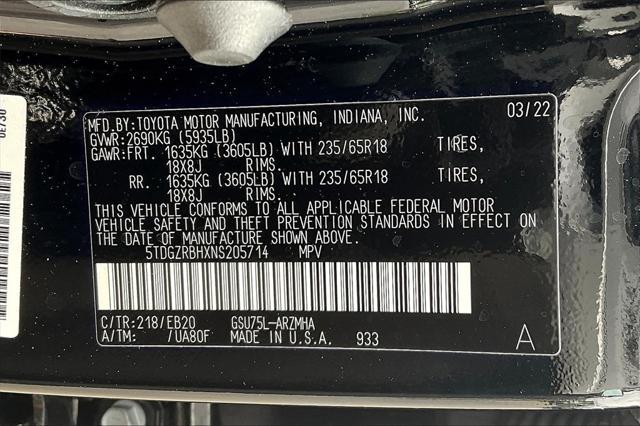 MFD.BY:TOYOTA MOTOR MANUFACTURING, INDIANA, INC. 03/22
GVWR:2690KG (5935LB)
GAWR:FRT. 1635KG (3605LB) WITH 235/65R18 TIRES,
18X8J RIMS.
RR. 1635KG (3605LB) WITH 235/65R18 TIRES,
18X8J RIMS.
THIS VEHICLE CONFORMS TO ALL APPLICABLE FEDERAL MOTOR
VEHICLE SAFETY AND THEFT PREVENTION STANDARDS IN EFFECT ON
THE DATE OF MANUFACTURE SHOWN ABOVE.
5TDGZRBHXNS205714 MPV
C/TR:218/EB20 GSU75L-ARZMHA
A/TM: /UA80F MADE IN U.S.A. 933 A